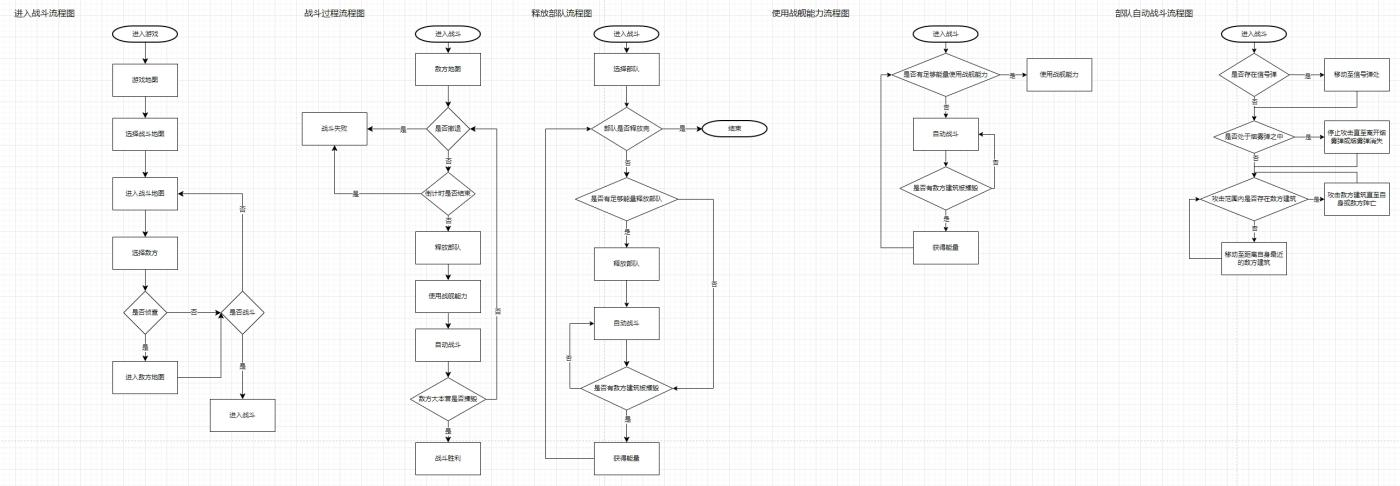 进入战斗流程图
进入游戏
游戏地图
选择战斗地图
进入战斗地图
选择敌方
是否侦查
否
是否战斗
否
是
进入敌方地图
是
进入战斗
战斗过程流程图
进入战斗
敌方地图
是否撤退
是
战斗失败
否
倒计时是否结束
是
否
释放部队
使用战舰能力
自动战斗
敌方大本营是否摧毁
否
是
战斗胜利
释放部队流程图
进入战斗
选择部队
部队是否释放完
是
结束
否
是否有足够能量释放部队
是
否
释放部队
自动战斗
否
是否有敌方建筑被摧毁
是
获得能量
使用战舰能力流程图
进入战斗
是否有足够能量使用战舰能力
是
使用战舰能力
否
自动战斗
否
是否有敌方建筑被摧毁
是
获得能量
部队自动战斗流程图
进入战斗
是否存在信号弹
是
移动至信号弹处
否
是否处于烟雾弹之中
是
停止攻击直至离开烟
雾弹或烟雾弹消失
否
攻击范围内是否存在敌方建筑
是
攻击敌方建筑直至自
身或敌方阵亡
否
移动至距离自身最近
的敌方建筑